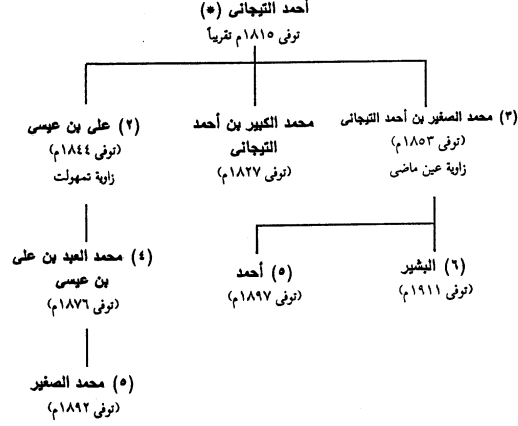 أحمد التيجانى (*)
توفى ١٨١٥م تقريباً
(٣) محمد الصغير بن أحمد التيجانى
(توفى ١٨٥٣م)
زاوية عين ماضى
محمد الكبير بن أحمد
التيجانى
(توفى ١٨٢٧م)
(٢) على بن عيسى
(توفى ١٨٤٤م)
زاوية تمهولت
(٦) البشير
(توفى ١٩١١م)
(٥) أحمد
(توفى ١٨٩٧م)
(٤) محمد العبد بن على
بن عيسى
(توفى ١٨٧٦م)
(٥) محمد الصغير
(توفى ١٨٩٢م)